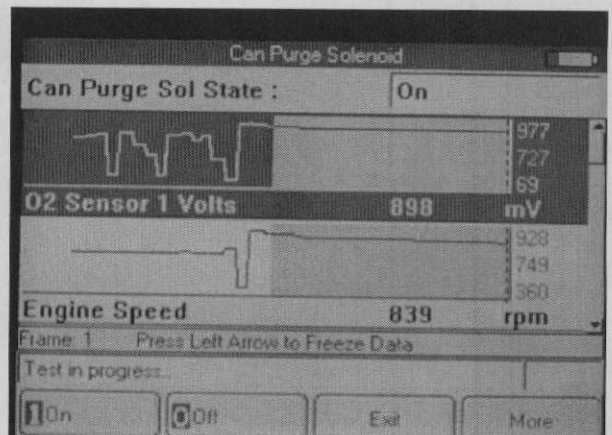 Can Purge Solenoid
Can Purge Sol State : On
977
727
69
O2 Sensor 1 Volts 898 mV
928
749
360
Engine Speed 839 rpm
Frame: 1 Press Left Arrow to Freeze Data
Test in progress...
1 On 0 Off Exit More